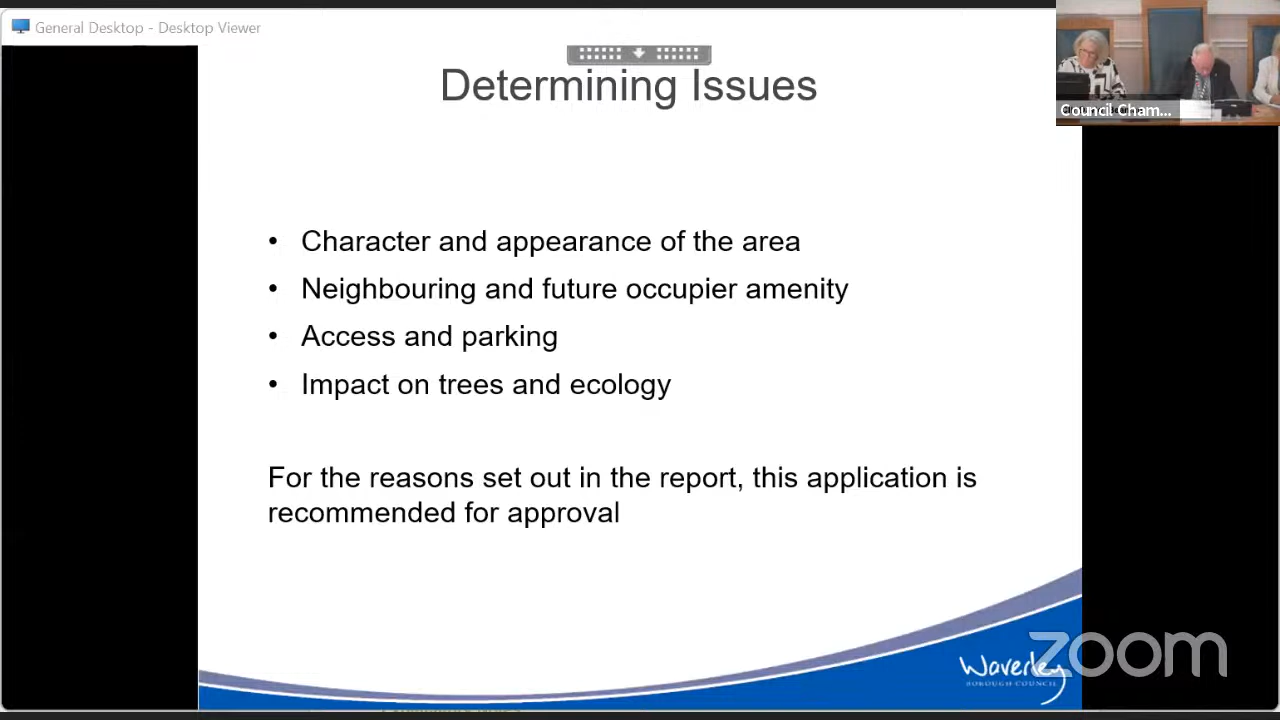 General Desktop - Desktop Viewer
Council Cham...
Determining Issues
• Character and appearance of the area
• Neighbouring and future occupier amenity
• Access and parking
• Impact on trees and ecology
For the reasons set out in the report, this application is
recommended for approval
zoom
Waverley
BOROUGH COUNCIL